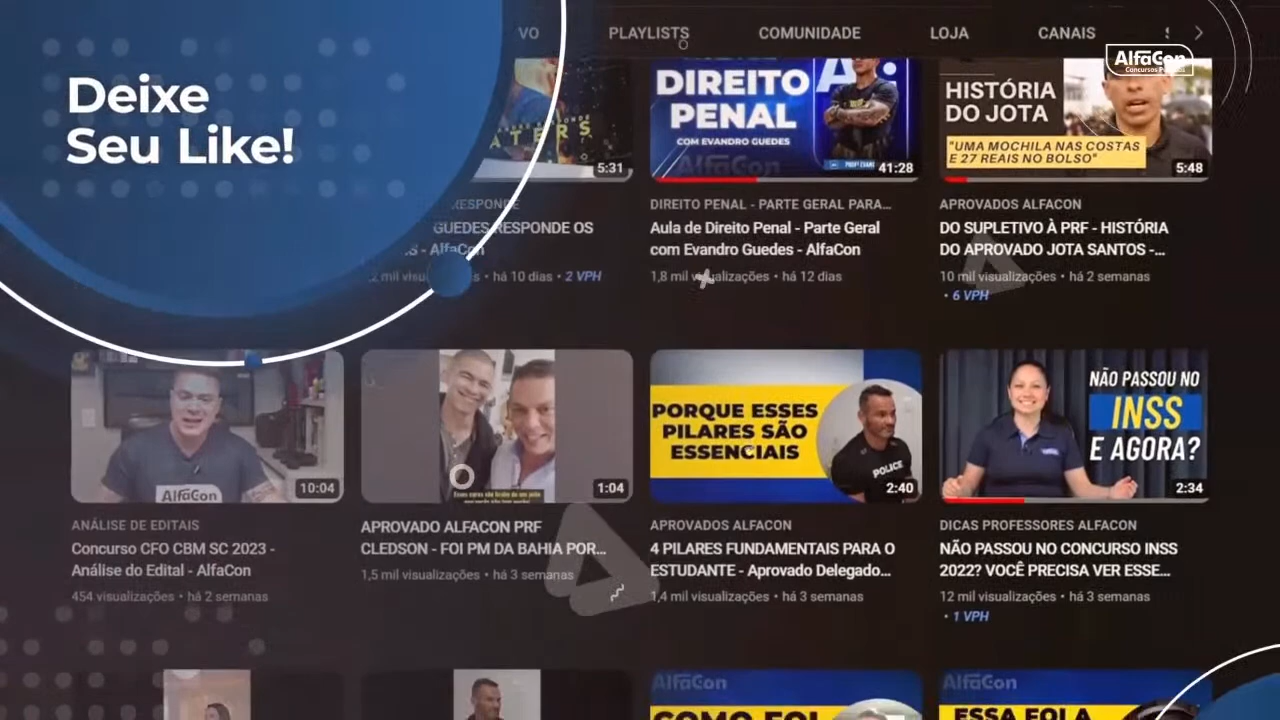 Deixe
Seu Like!
VO
PLAYLISTS
COMUNIDADE
LOJA
CANAIS
AlfaCon
5:31
RESPONDE
GUEDES RESPONDE OS
- AlfaCon
• há 10 dias • 2 VPH
DIREITO
PENAL
COM EVANDRO GUEDES
AlfaCon
41:28
DIREITO PENAL - PARTE GERAL PARA...
Aula de Direito Penal - Parte Geral
com Evandro Guedes - AlfaCon
1,8 mil visualizações • há 12 dias
HISTÓRIA
DO JOTA
"UMA MOCHILA NAS COSTAS
E 27 REAIS NO BOLSO"
5:48
APROVADOS ALFACON
DO SUPLETIVO À PRF - HISTÓRIA
DO APROVADO JOTA SANTOS -...
10 mil visualizações • há 2 semanas
• 6 VPH
AlfaCon
10:04
ANÁLISE DE EDITAIS
Concurso CFO CBM SC 2023 -
Análise do Edital - AlfaCon
454 visualizações • há 2 semanas
1:04
APROVADO ALFACON PRF
CLEDSON - FOI PM DA BAHIA POR...
1,5 mil visualizações • há 3 semanas
PORQUE ESSES
PILARES SÃO
ESSENCIAIS
POLICE
2:40
APROVADOS ALFACON
4 PILARES FUNDAMENTAIS PARA O
ESTUDANTE - Aprovado Delegado...
1,4 mil visualizações • há 3 semanas
NÃO PASSOU NO
INSS
E AGORA?
2:34
DICAS PROFESSORES ALFACON
NÃO PASSOU NO CONCURSO INSS
2022? VOCÊ PRECISA VER ESSE...
12 mil visualizações • há 3 semanas
• 1 VPH
AlfaCon
COMO FOI
AlfaCon
ESSA FOI A